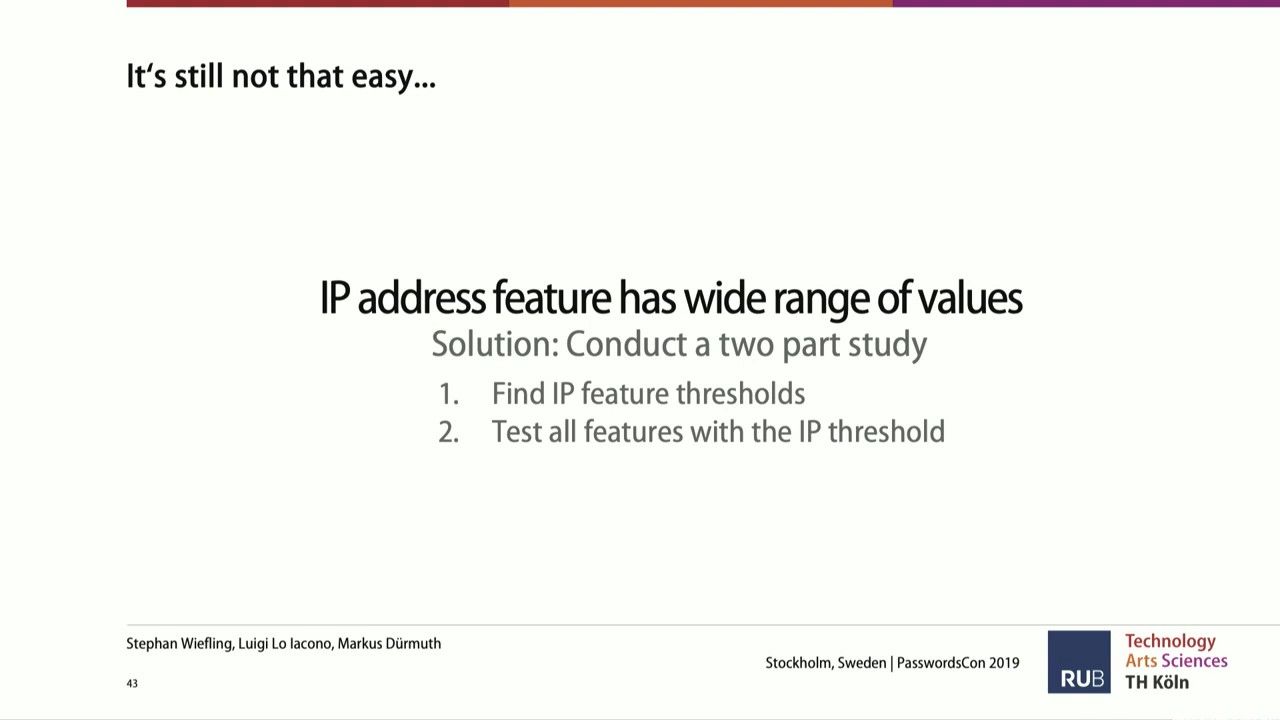 It‘s still not that easy...
IP address feature has wide range of values
Solution: Conduct a two part study
1. Find IP feature thresholds
2. Test all features with the IP threshold
Stephan Wiefling, Luigi Lo Iacono, Markus Dürmuth
Stockholm, Sweden | PasswordsCon 2019
43
RUB
Technology
Arts Sciences
TH Köln